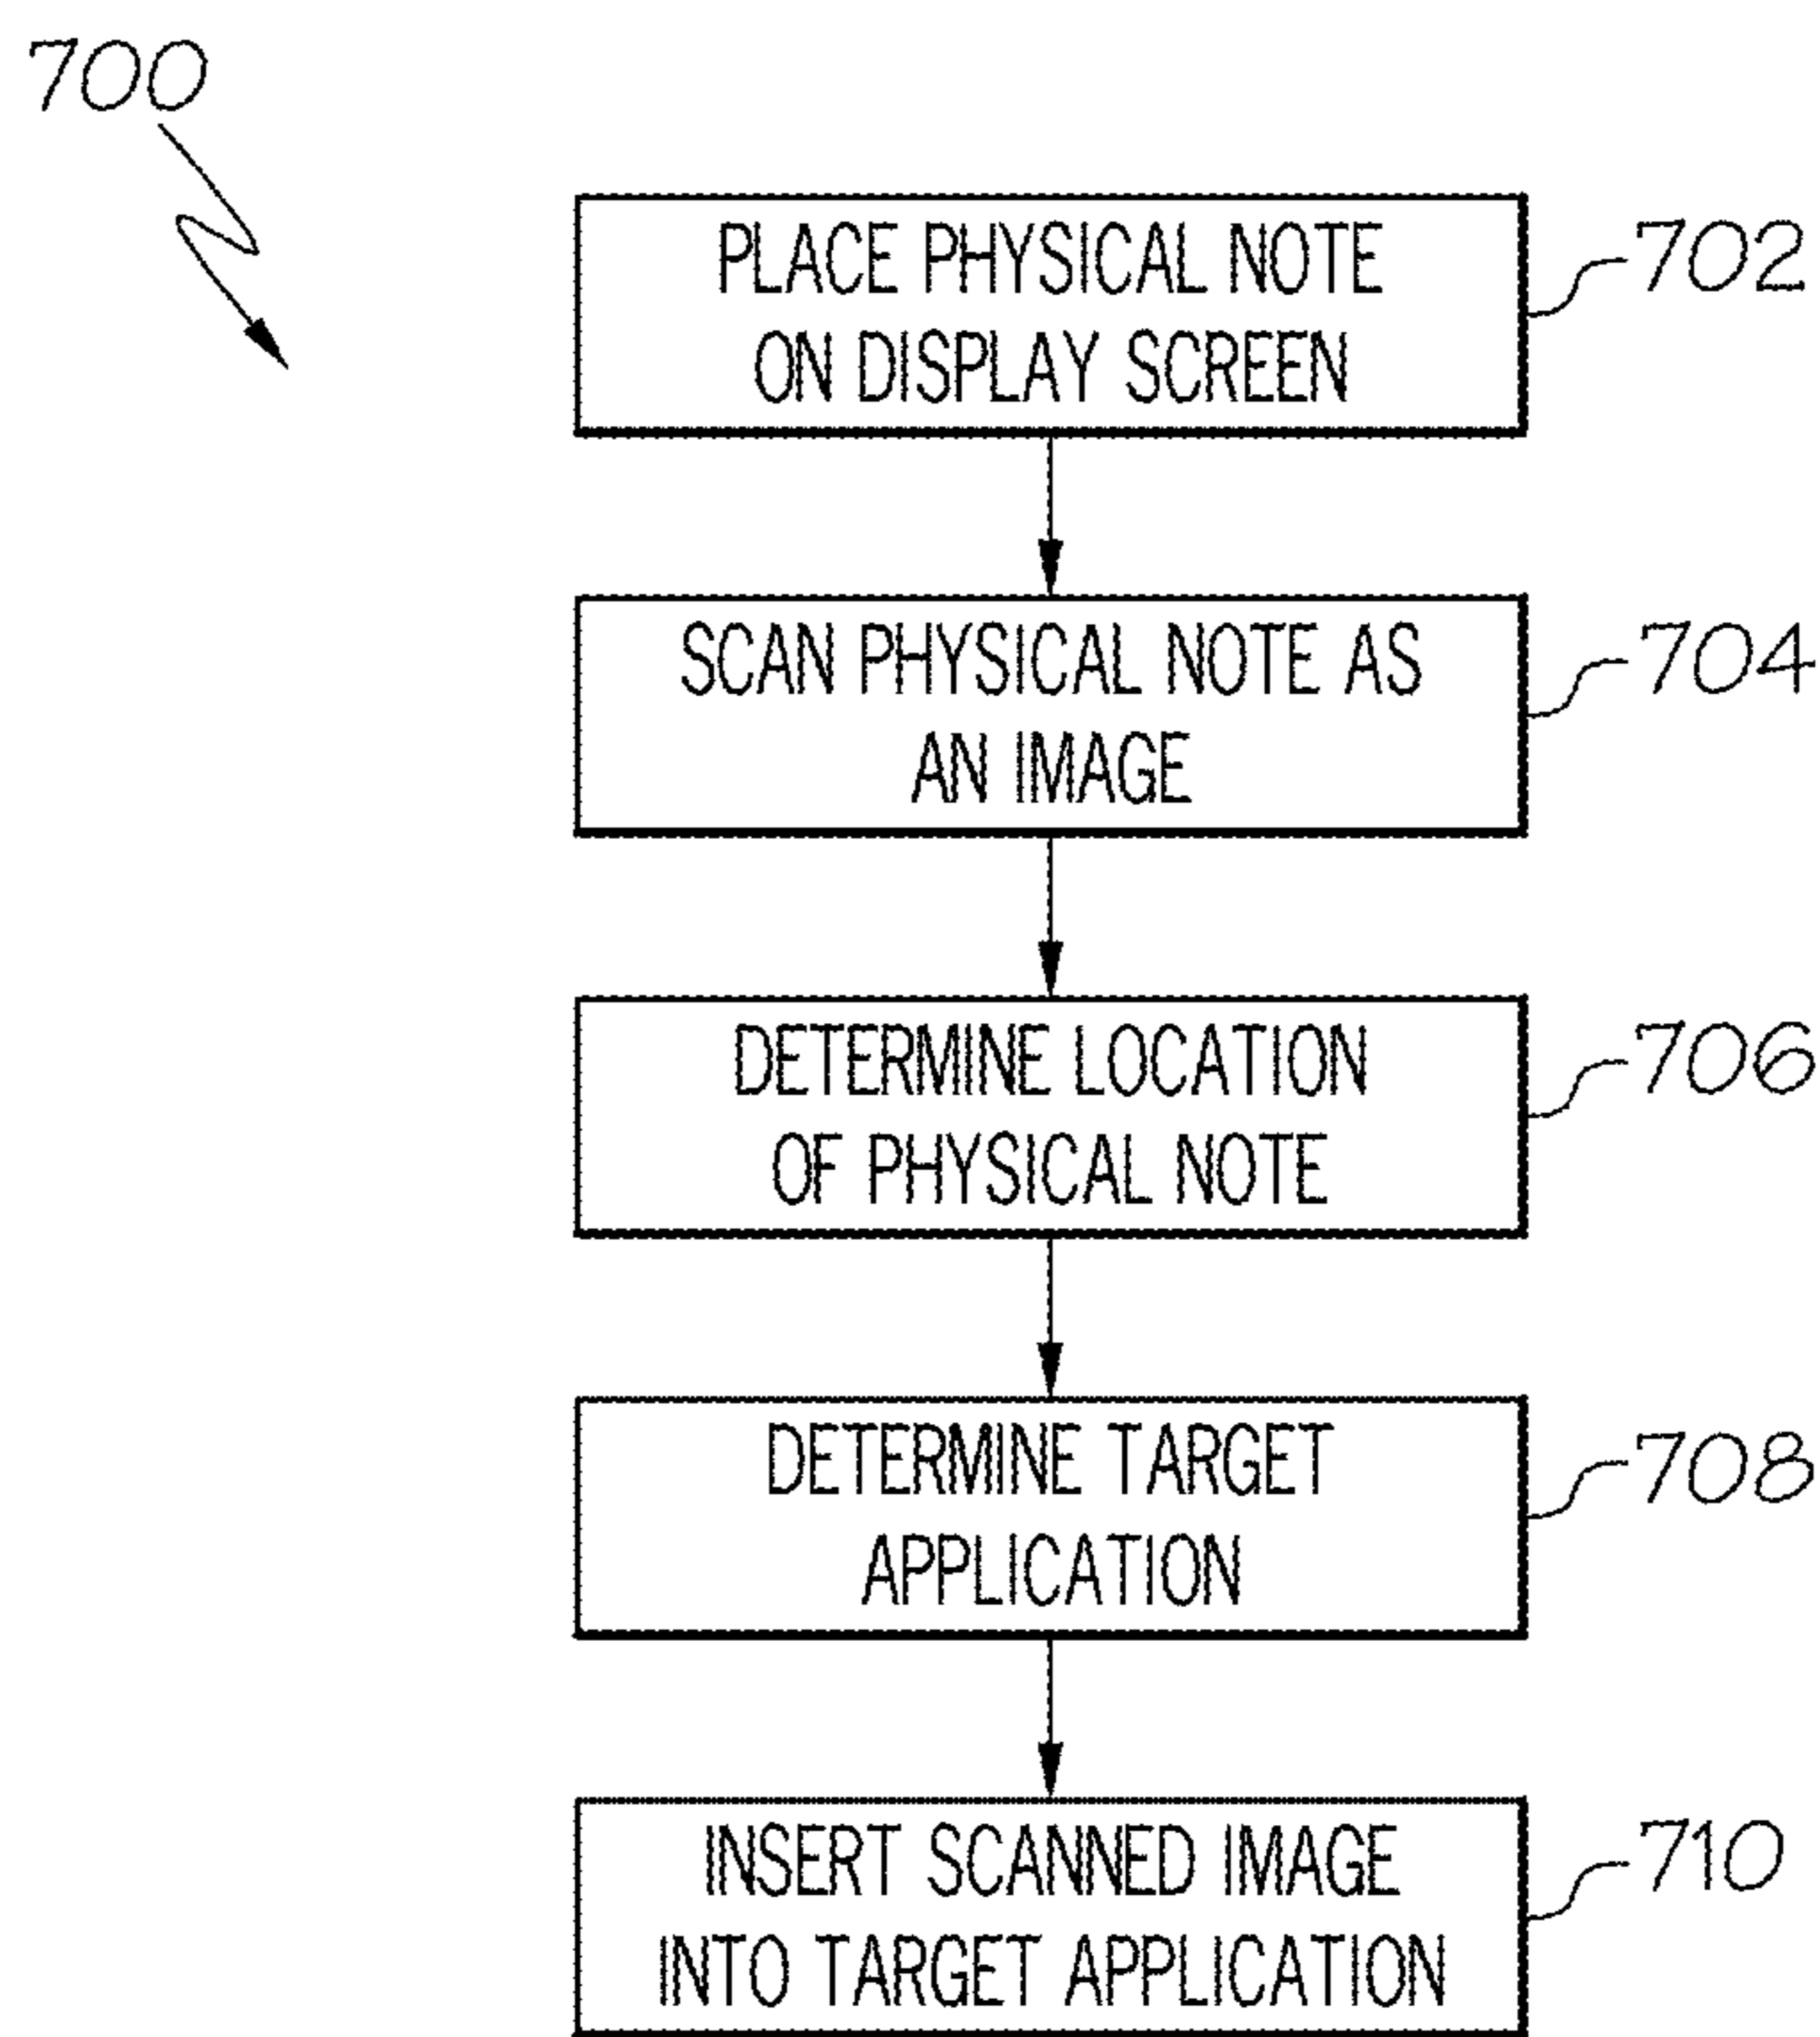 700
PLACE PHYSICAL NOTE
ON DISPLAY SCREEN
702
SCAN PHYSICAL NOTE AS
AN IMAGE
704
DETERMINE LOCATION
OF PHYSICAL NOTE
706
DETERMINE TARGET
APPLICATION
708
INSERT SCANNED IMAGE
INTO TARGET APPLICATION
710